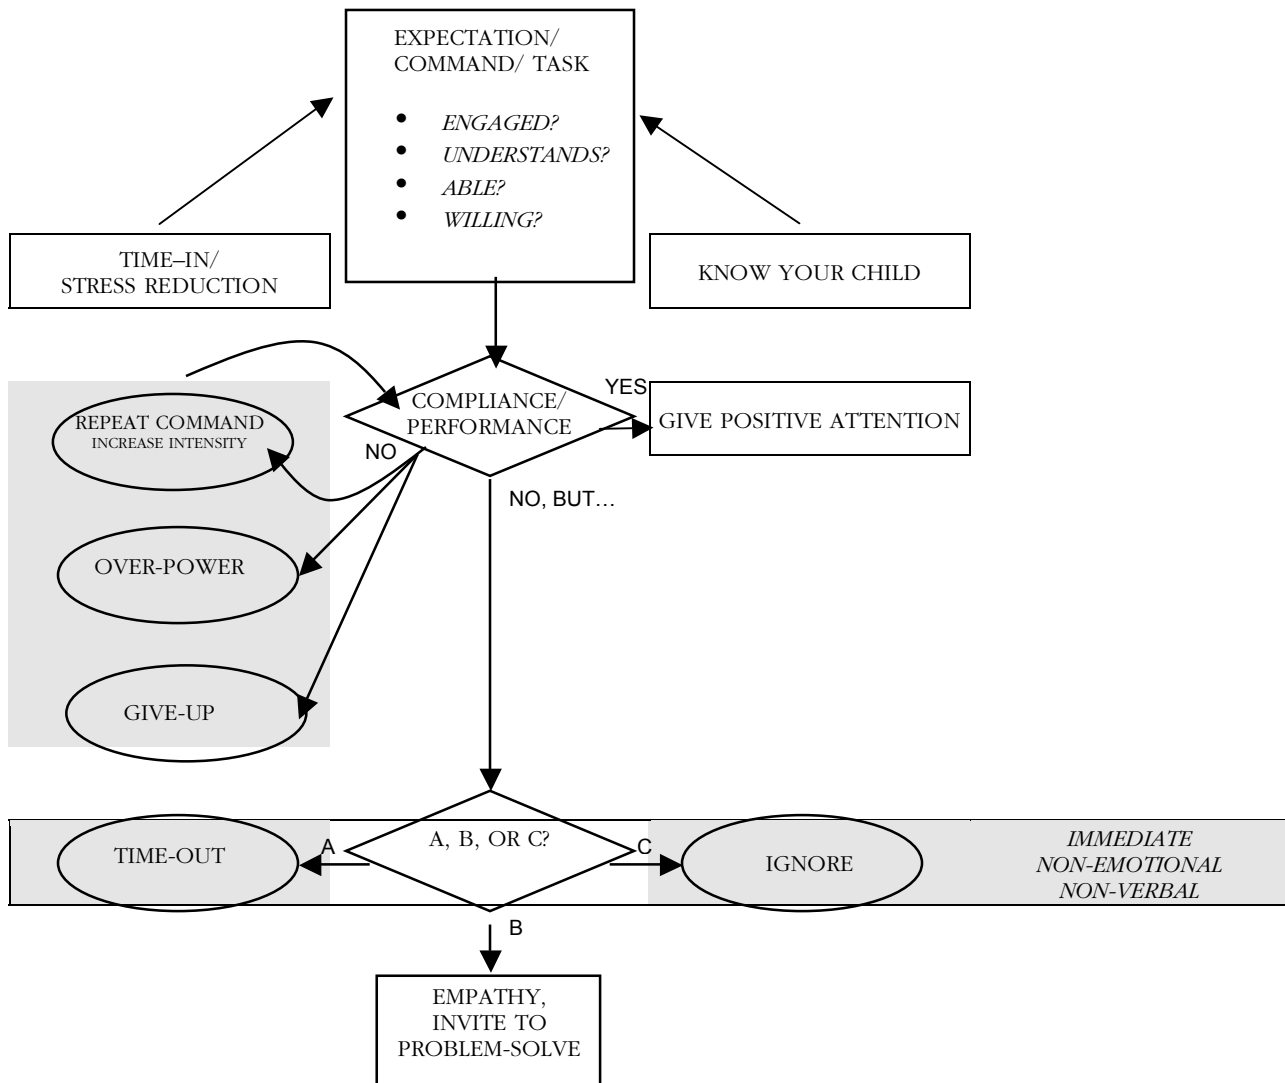 EXPECTATION/
COMMAND/ TASK
• ENGAGED?
• UNDERSTANDS?
• ABLE?
• WILLING?
TIME–IN/
STRESS REDUCTION
KNOW YOUR CHILD
COMPLIANCE/
PERFORMANCE
YES
GIVE POSITIVE ATTENTION
REPEAT COMMAND
INCREASE INTENSITY
NO
NO, BUT…
OVER-POWER
GIVE-UP
TIME-OUT
A
A, B, OR C?
C
IGNORE
IMMEDIATE
NON-EMOTIONAL
NON-VERBAL
B
EMPATHY,
INVITE TO
PROBLEM-SOLVE